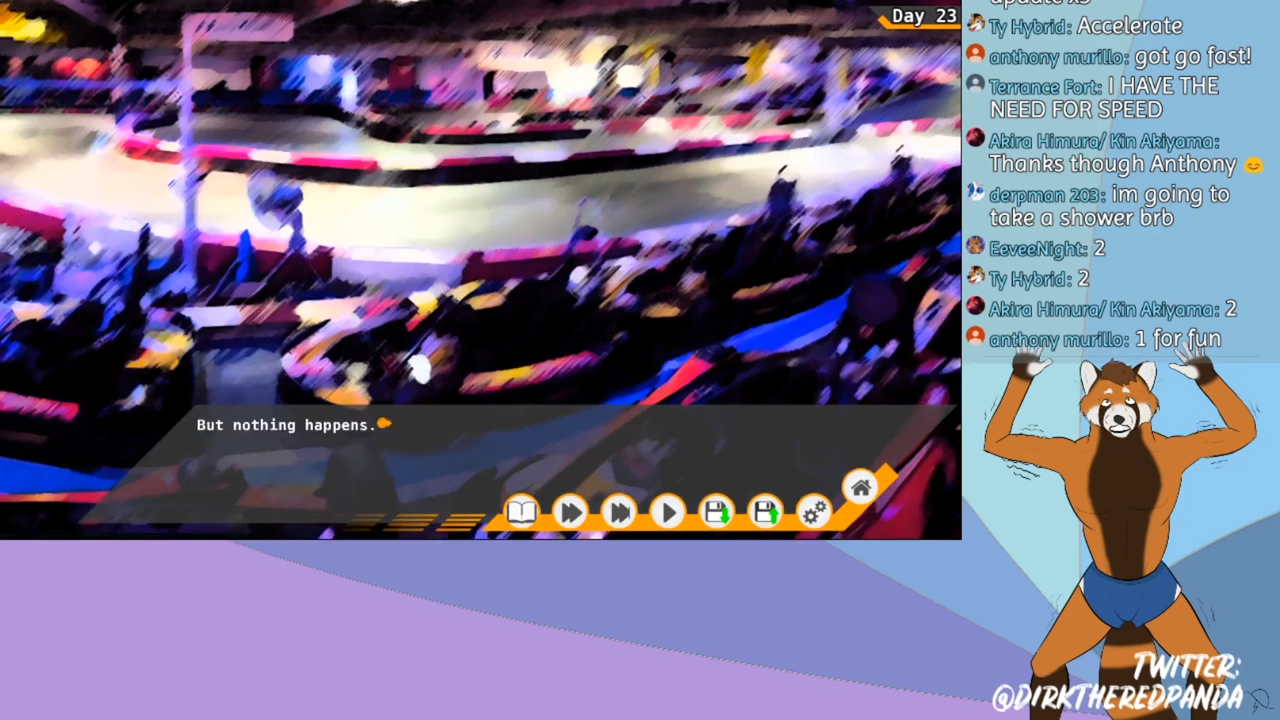 Day 23
update x3
Ty Hybrid: Accelerate
anthony murillo: got go fast!
Terrance Fort: I HAVE THE
NEED FOR SPEED
Akira Himura/ Kin Akiyama:
Thanks though Anthony 😊
derpman 203: im going to
take a shower brb
EeveeNight: 2
Ty Hybrid: 2
Akira Himura/ Kin Akiyama: 2
anthony murillo: 1 for fun
But nothing happens.
TWITTER:
@DIRKTHEREDPANDA